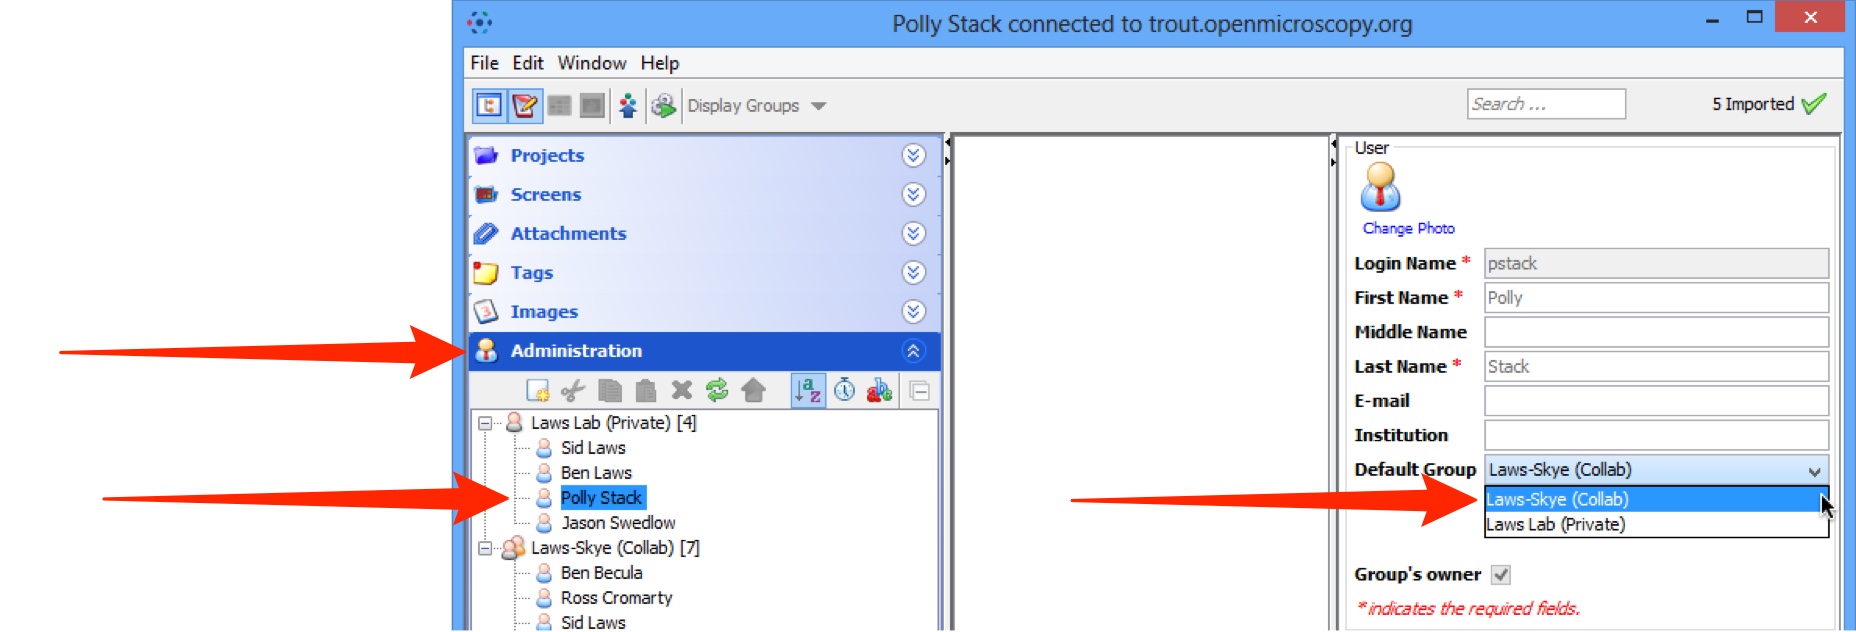 Polly Stack connected to trout.openmicroscopy.org
File Edit Window Help
Display Groups
Search ...
5 Imported
Projects
Screens
Attachments
Tags
Images
Administration
Laws Lab (Private) [4]
Sid Laws
Ben Laws
Polly Stack
Jason Swedlow
Laws-Skye (Collab) [7]
Ben Becula
Ross Cromarty
Sid Laws
User
Change Photo
Login Name * pstack
First Name * Polly
Middle Name
Last Name * Stack
E-mail
Institution
Default Group Laws-Skye (Collab)
Laws-Skye (Collab)
Laws Lab (Private)
Group's owner
* indicates the required fields.